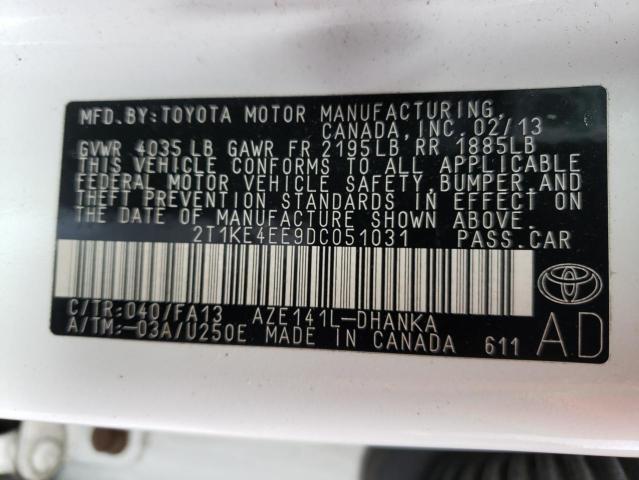 MFD.BY:TOYOTA MOTOR MANUFACTURING,
CANADA, INC. 02/13
GVWR 4035 LB GAWR FR 2195LB RR 1885LB
THIS VEHICLE CONFORMS TO ALL APPLICABLE
FEDERAL MOTOR VEHICLE SAFETY,BUMPER,AND
THEFT PREVENTION STANDARDS IN EFFECT ON
THE DATE OF MANUFACTURE SHOWN ABOVE.
2T1KE4EE9DC051031 PASS.CAR
C/TR:040/FA13 AZE141L-DHANKA
A/TM:-03A/U250E MADE IN CANADA 611
AD